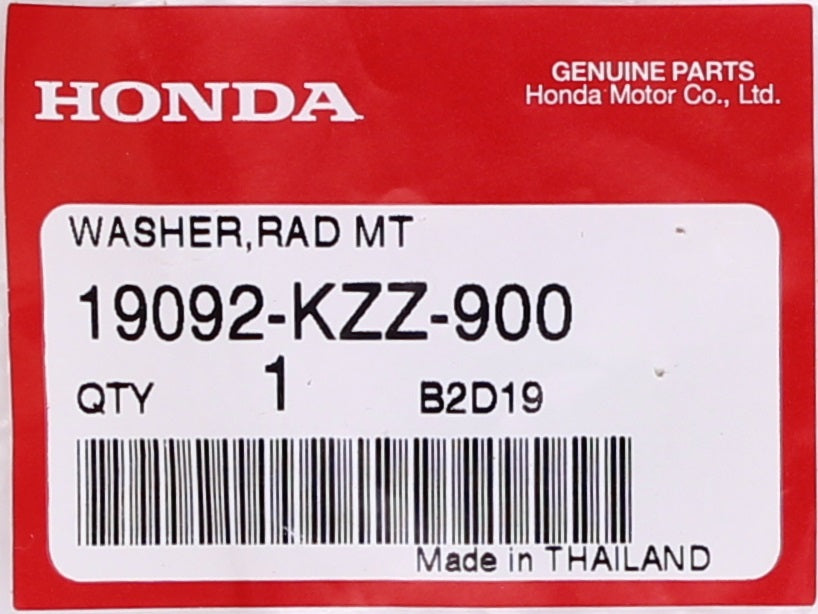 HONDA
GENUINE PARTS
Honda Motor Co., Ltd.
WASHER,RAD MT
19092-KZZ-900
QTY 1 B2D19
Made in THAILAND